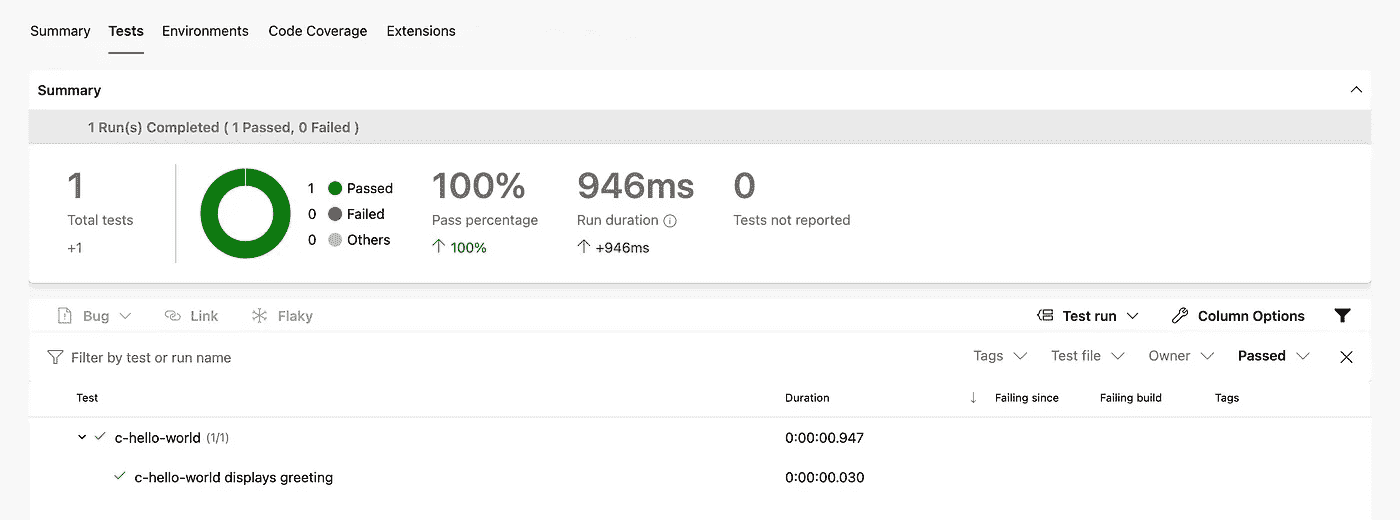 Summary Tests Environments Code Coverage Extensions
Summary
1 Run(s) Completed ( 1 Passed, 0 Failed )
1
Total tests
+1
1 Passed
0 Failed
0 Others
100%
Pass percentage
100%
946ms
Run duration
+946ms
0
Tests not reported
Bug Link Flaky Test run Column Options
Filter by test or run name Tags Test file Owner Passed
Test Duration Failing since Failing build Tags
c-hello-world (1/1) 0:00:00.947
c-hello-world displays greeting 0:00:00.030